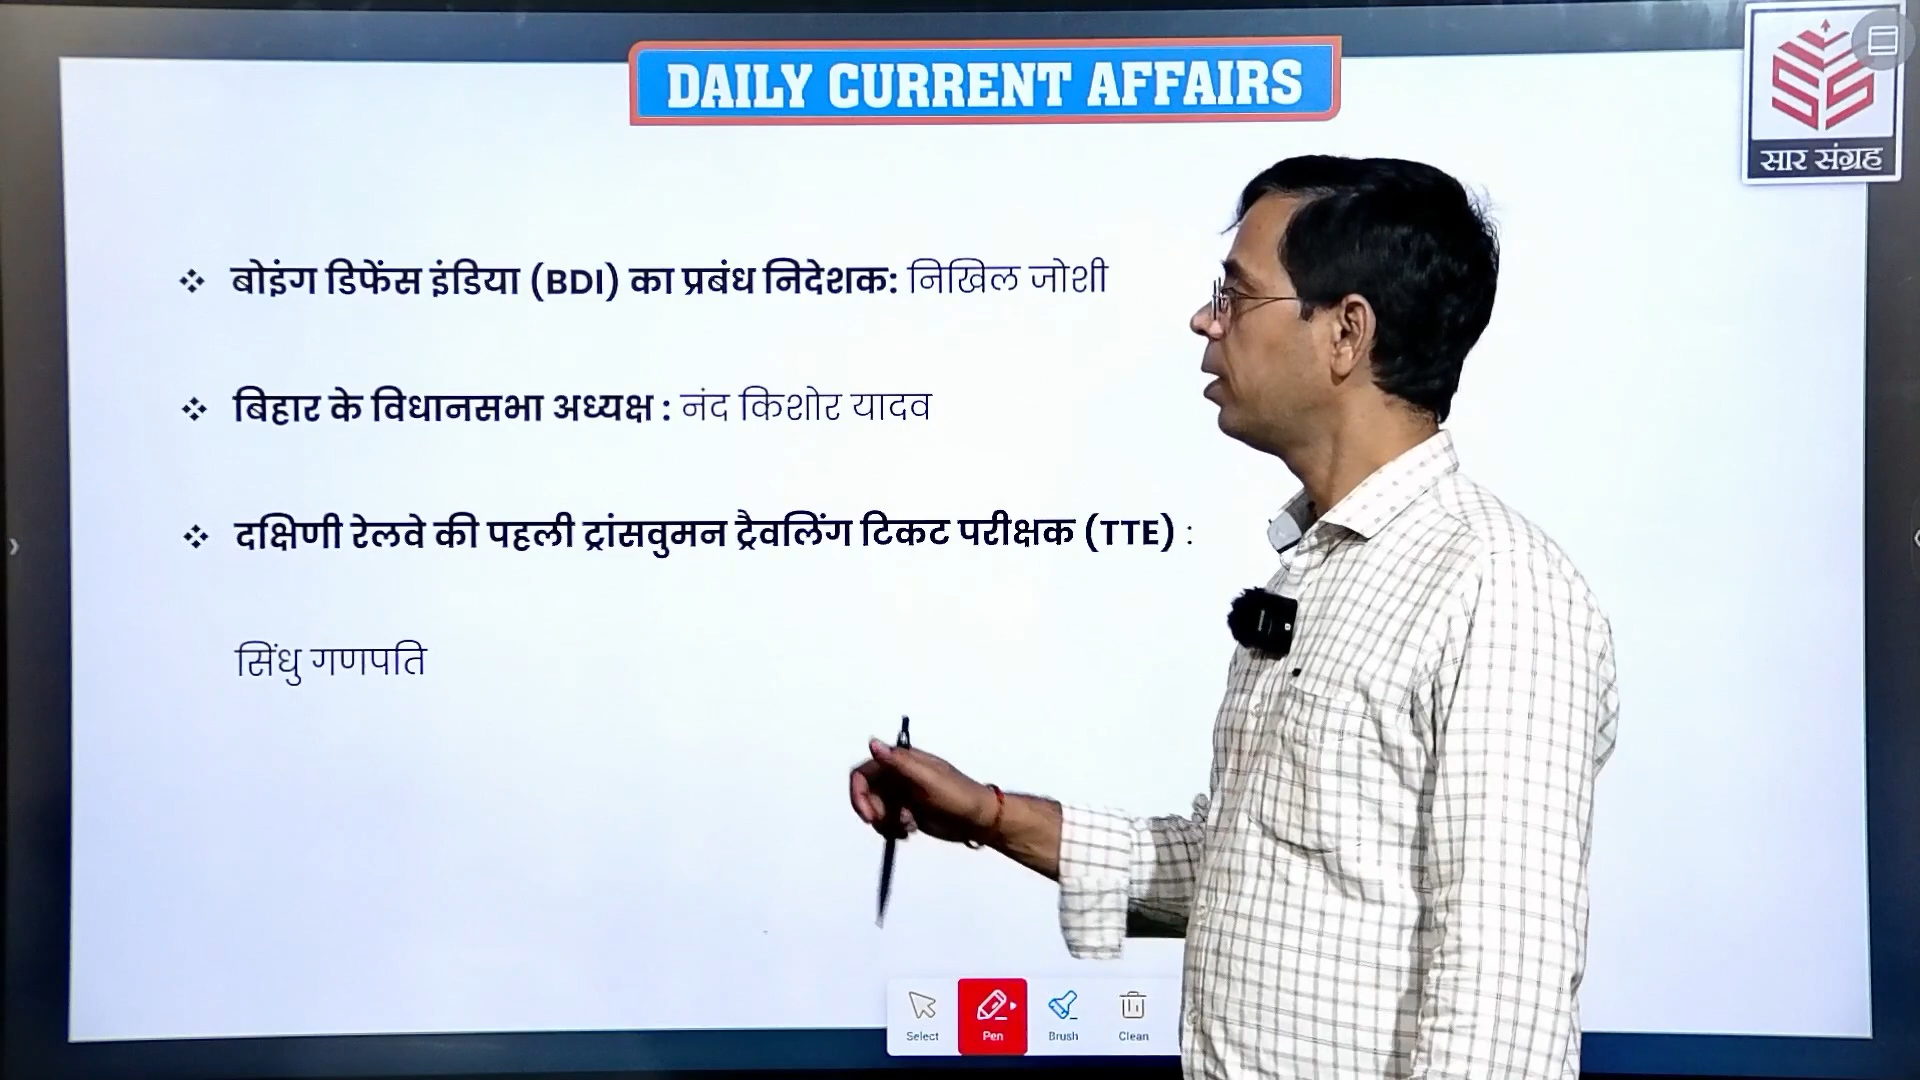 DAILY CURRENT AFFAIRS
सार संग्रह
❖ बोइंग डिफेंस इंडिया (BDI) का प्रबंध निदेशक: निखिल जोशी
❖ बिहार के विधानसभा अध्यक्ष : नंद किशोर यादव
❖ दक्षिणी रेलवे की पहली ट्रांसवुमन ट्रैवलिंग टिकट परीक्षक (TTE) :
सिंधु गणपति
Select Pen Brush Clean